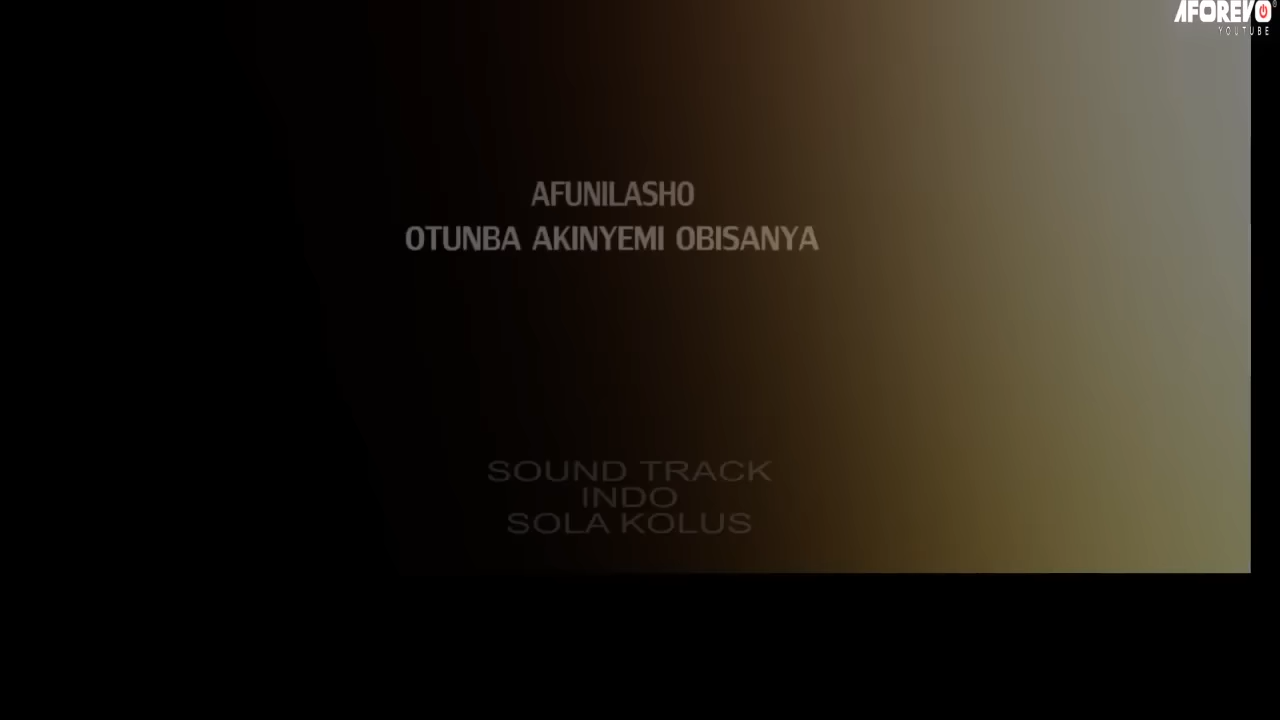 AFOREVO
YOUTUBE
AFUNILASHO
OTUNBA AKINYEMI OBISANYA
SOUND TRACK
INDO
SOLA KOLUS